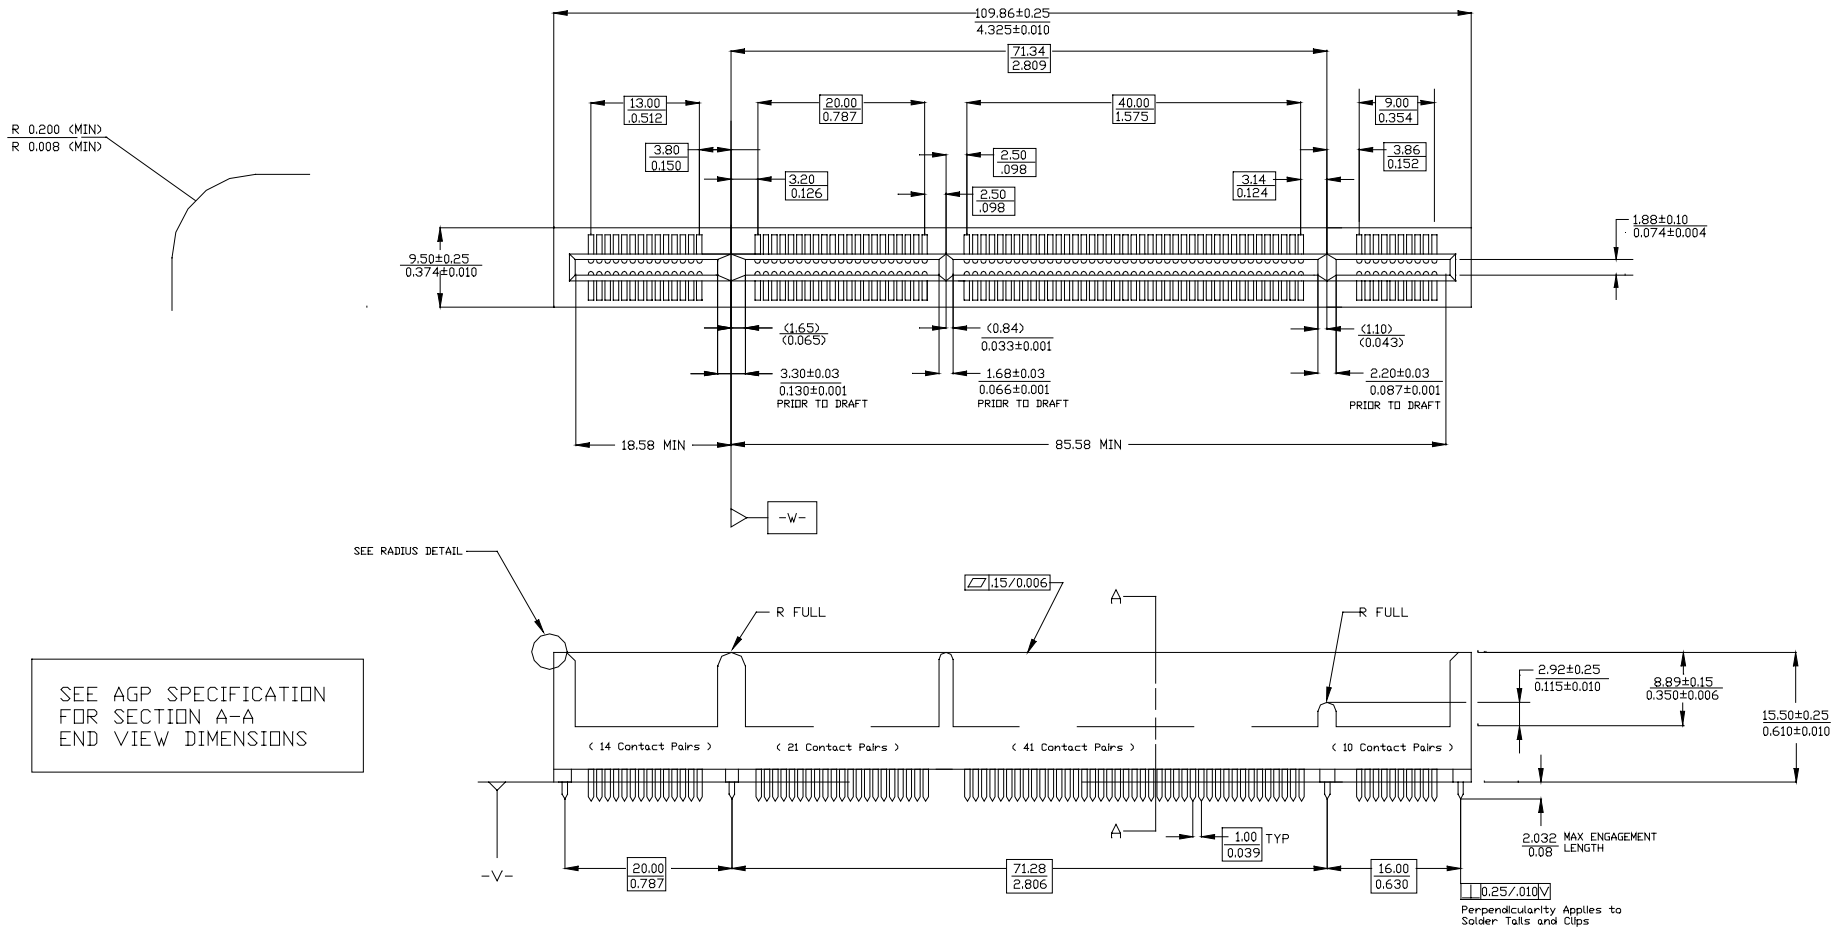 109.86±0.25
4.325±0.010
71.34
2.809
13.00
.0.512
20.00
0.787
40.00
1.575
9.00
0.354
R 0.200 (MIN)
R 0.008 (MIN)
3.80
0.150
2.50
.098
3.86
0.152
3.20
0.126
3.14
0.124
2.50
.098
1.88±0.10
0.074±0.004
9.50±0.25
0.374±0.010
(1.65)
(0.065)
(0.84)
0.033±0.001
(1.10)
(0.043)
3.30±0.03
0.130±0.001
PRIOR TO DRAFT
1.68±0.03
0.066±0.001
PRIOR TO DRAFT
2.20±0.03
0.087±0.001
PRIOR TO DRAFT
18.58 MIN
85.58 MIN
-W-
SEE RADIUS DETAIL
.15/0.006
A
R FULL
R FULL
2.92±0.25
0.115±0.010
8.89±0.15
0.350±0.006
15.50±0.25
0.610±0.010
SEE AGP SPECIFICATION
FOR SECTION A-A
END VIEW DIMENSIONS
( 14 Contact Pairs )
( 21 Contact Pairs )
( 41 Contact Pairs )
( 10 Contact Pairs )
A
1.00
0.039
TYP
2.032
0.08
MAX ENGAGEMENT
LENGTH
-V-
20.00
0.787
71.28
2.806
16.00
0.630
0.25/.010 V
Perpendicularity Applies to
Solder Tails and Clips